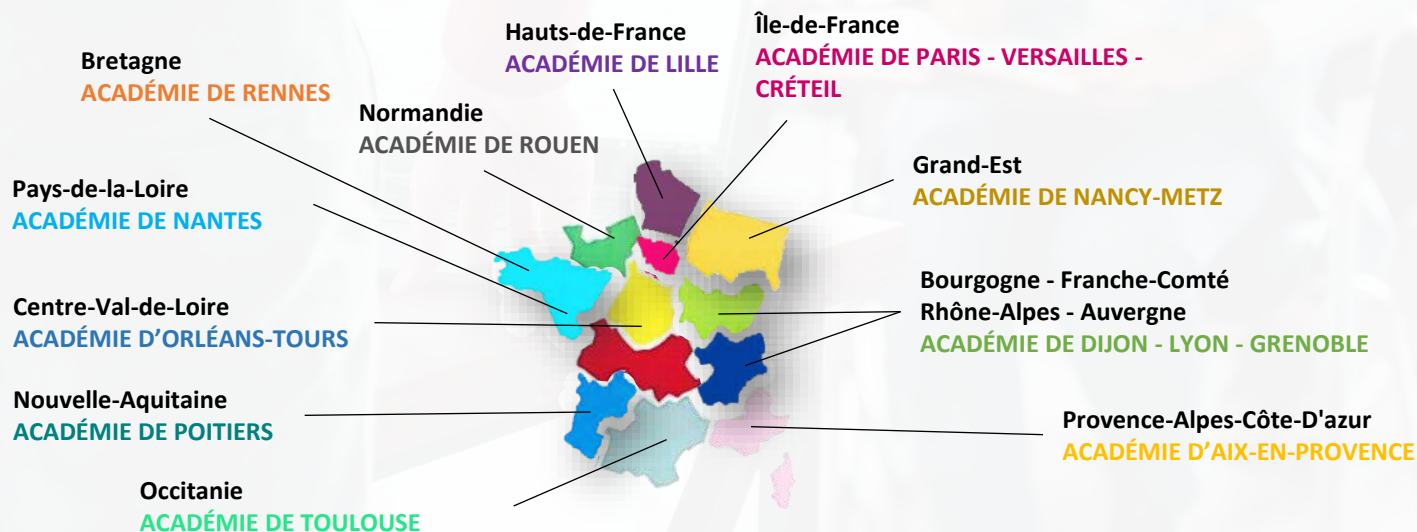 Hauts-de-France
ACADÉMIE DE LILLE
Île-de-France
ACADÉMIE DE PARIS - VERSAILLES -
CRÉTEIL
Bretagne
ACADÉMIE DE RENNES
Normandie
ACADÉMIE DE ROUEN
Grand-Est
ACADÉMIE DE NANCY-METZ
Pays-de-la-Loire
ACADÉMIE DE NANTES
Bourgogne - Franche-Comté
Rhône-Alpes - Auvergne
ACADÉMIE DE DIJON - LYON - GRENOBLE
Centre-Val-de-Loire
ACADÉMIE D’ORLÉANS-TOURS
Nouvelle-Aquitaine
ACADÉMIE DE POITIERS
Provence-Alpes-Côte-D'azur
ACADÉMIE D’AIX-EN-PROVENCE
Occitanie
ACADÉMIE DE TOULOUSE